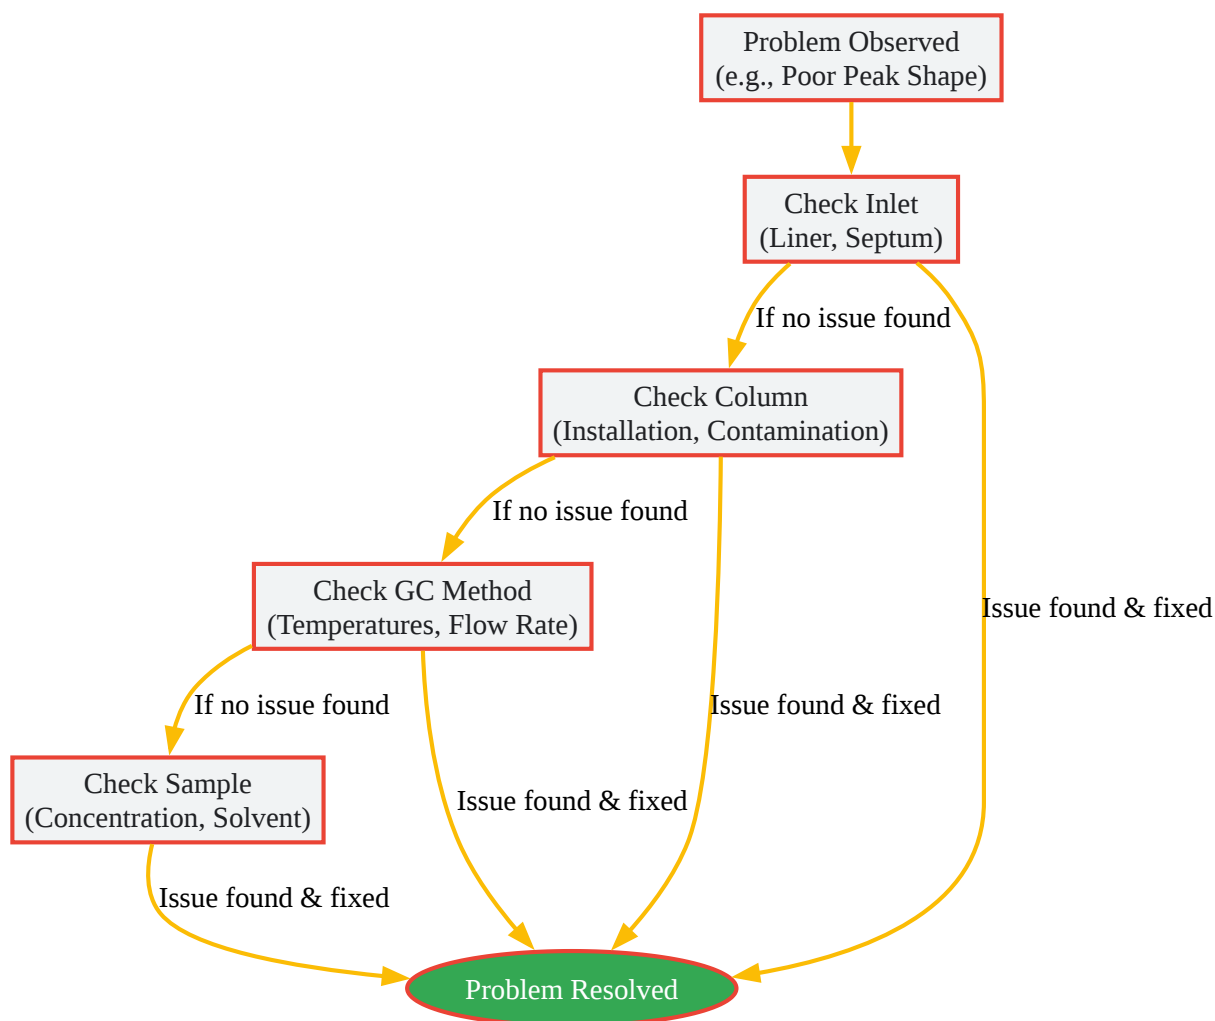 Problem Observed
(e.g., Poor Peak Shape)
Check Inlet
(Liner, Septum)
If no issue found
Check Column
(Installation, Contamination)
If no issue found
Check GC Method
(Temperatures, Flow Rate)
Issue found & fixed
If no issue found
Issue found & fixed
Check Sample
(Concentration, Solvent)
Issue found & fixed
Issue found & fixed
Problem Resolved